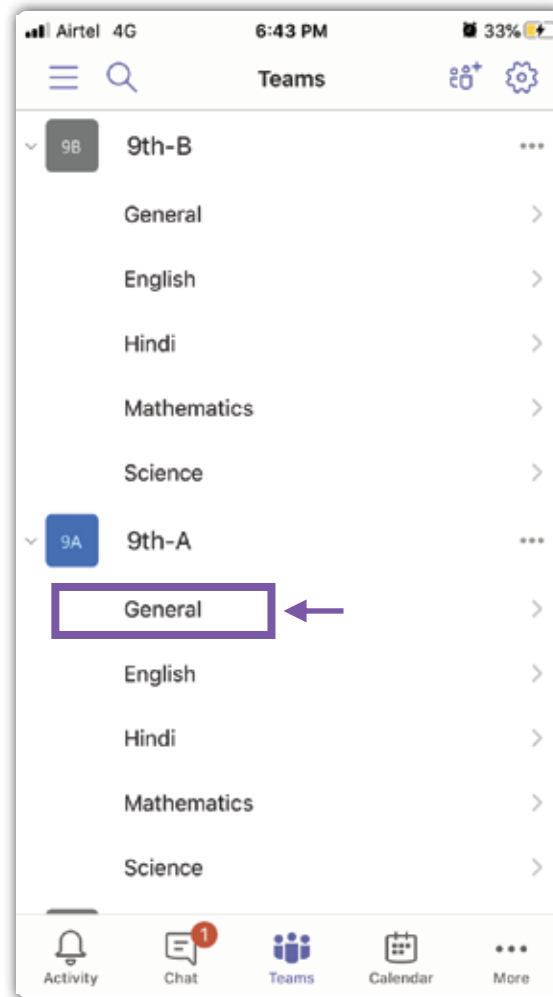 Airtel 4G 6:43 PM 33%
Teams
9B 9th-B
General
English
Hindi
Mathematics
Science
9A 9th-A
General
English
Hindi
Mathematics
Science
1
Activity Chat Teams Calendar More